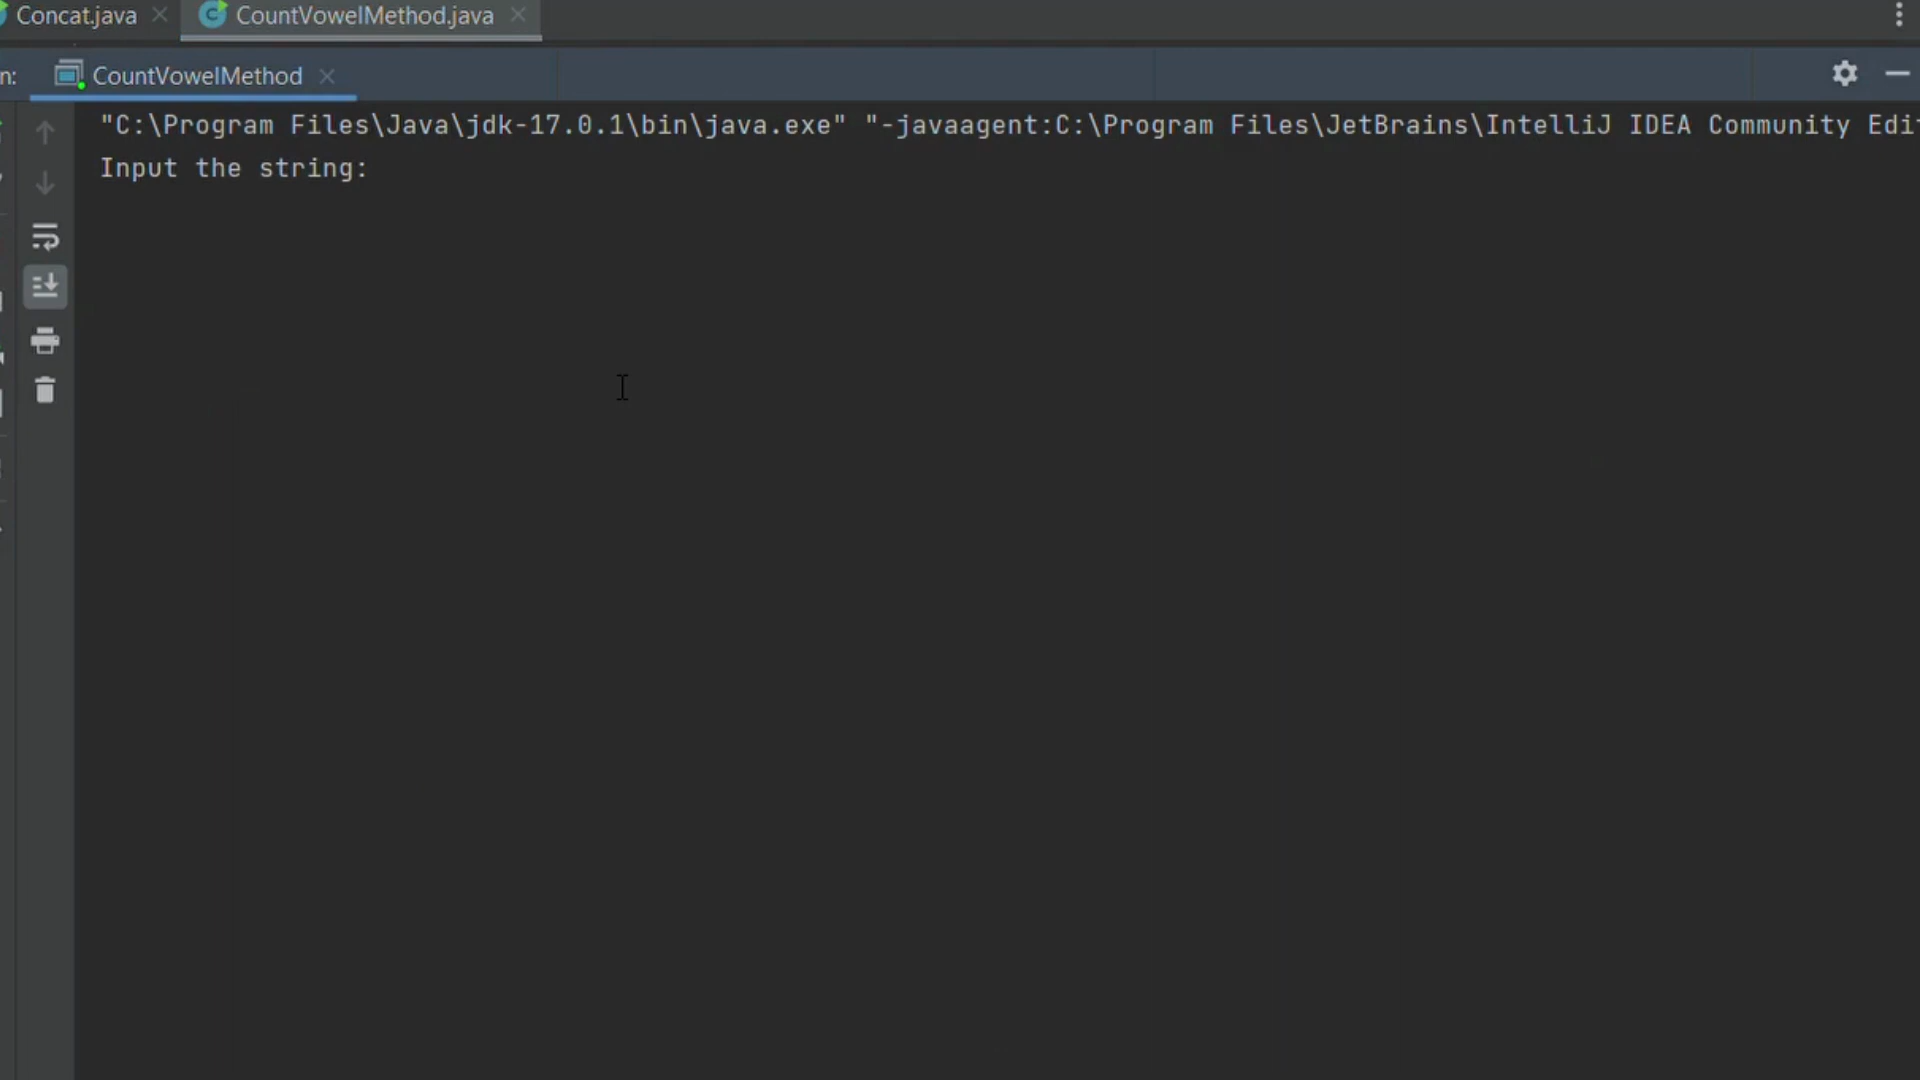 Concat.java CountVowelMethod.java
n: CountVowelMethod
"C:\Program Files\Java\jdk-17.0.1\bin\java.exe" "-javaagent:C:\Program Files\JetBrains\IntelliJ IDEA Community Edi
Input the string: